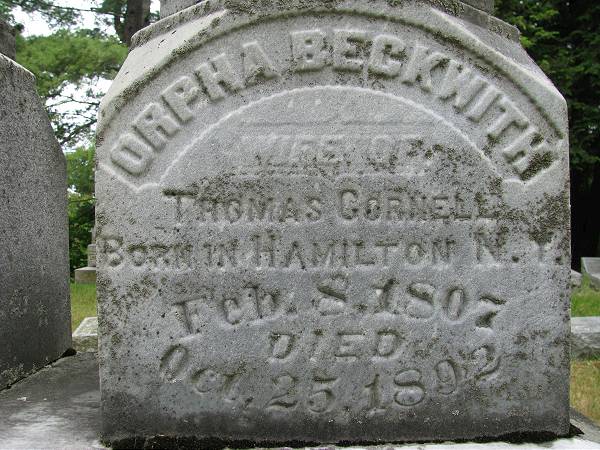 ORPHA BECKWITH
WIFE OF
THOMAS CORNELL
BORN IN HAMILTON N. Y.
Feb. 8. 1807
DIED
Oct. 25, 1892